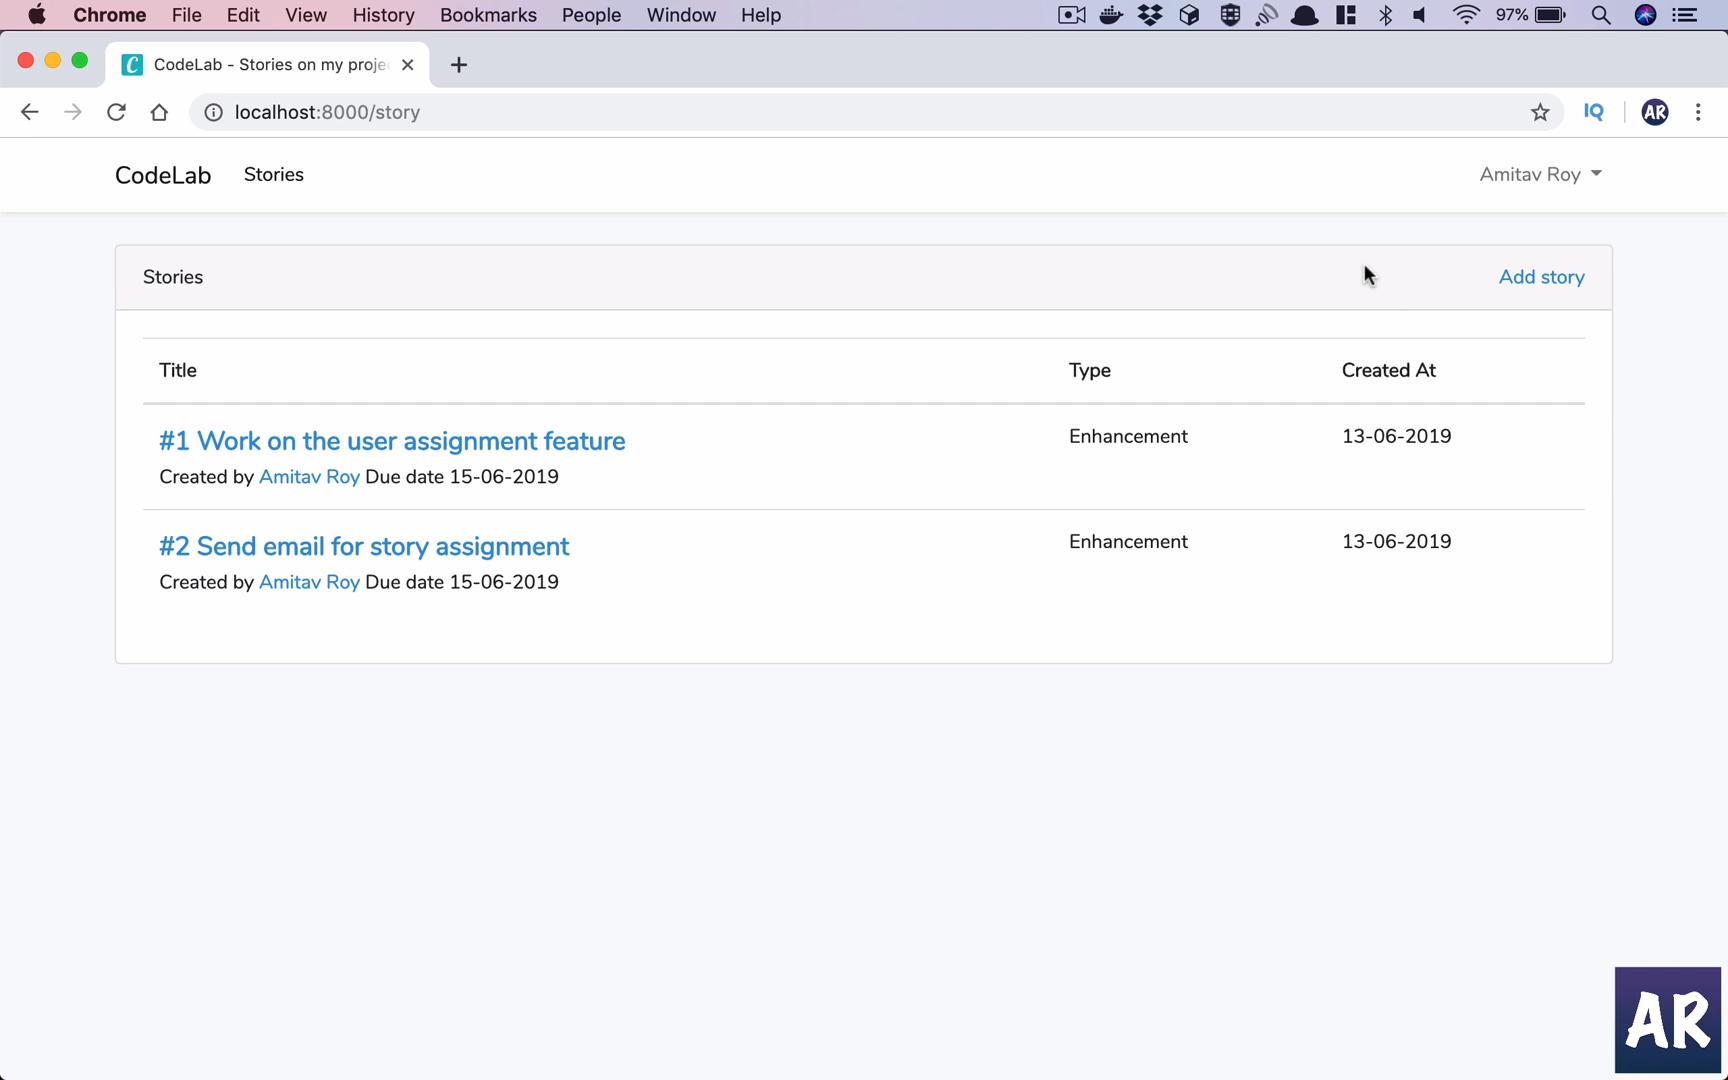 Chrome File Edit View History Bookmarks People Window Help 97%
CodeLab - Stories on my proje
localhost:8000/story IQ AR
CodeLab Stories Amitav Roy
Stories Add story
Title Type Created At
#1 Work on the user assignment feature Enhancement 13-06-2019
Created by Amitav Roy Due date 15-06-2019
#2 Send email for story assignment Enhancement 13-06-2019
Created by Amitav Roy Due date 15-06-2019
AR